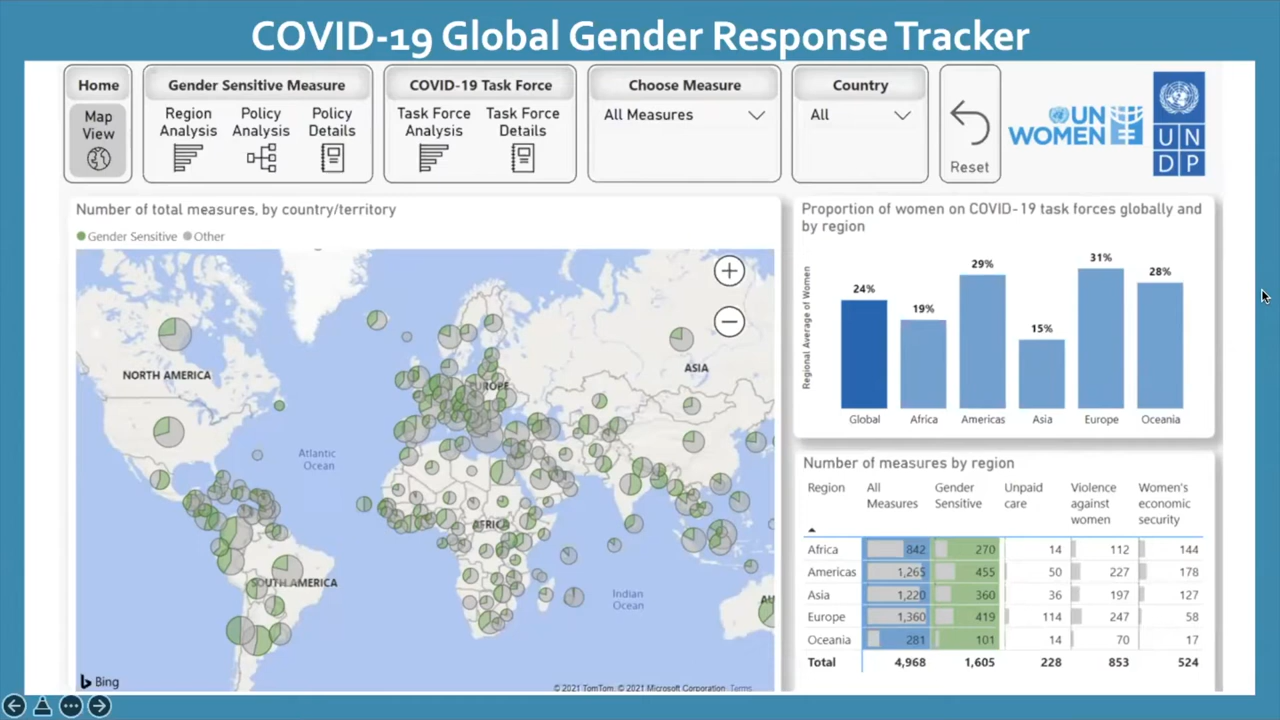 COVID-19 Global Gender Response Tracker
Home
Map
View
Gender Sensitive Measure
Region
Analysis
Policy
Analysis
Policy
Details
COVID-19 Task Force
Task Force
Analysis
Task Force
Details
Choose Measure
All Measures
Country
All
Reset
UN
WOMEN
U N
D P
Number of total measures, by country/territory
Gender Sensitive Other
NORTH AMERICA
Atlantic
Ocean
SOUTH AMERICA
EUROPE
ASIA
AFRICA
Indian
Ocean
AU
Bing
© 2021 TomTom, © 2021 Microsoft Corporation Terms
Proportion of women on COVID-19 task forces globally and
by region
Regional Average of Women
24% 19% 29% 15% 31% 28%
Global Africa Americas Asia Europe Oceania
Number of measures by region
Region All Measures Gender Sensitive Unpaid care Violence against women Women's economic security
Africa 842 270 14 112 144
Americas 1,265 455 50 227 178
Asia 1,220 360 36 197 127
Europe 1,360 419 114 247 58
Oceania 281 101 14 70 17
Total 4,968 1,605 228 853 524